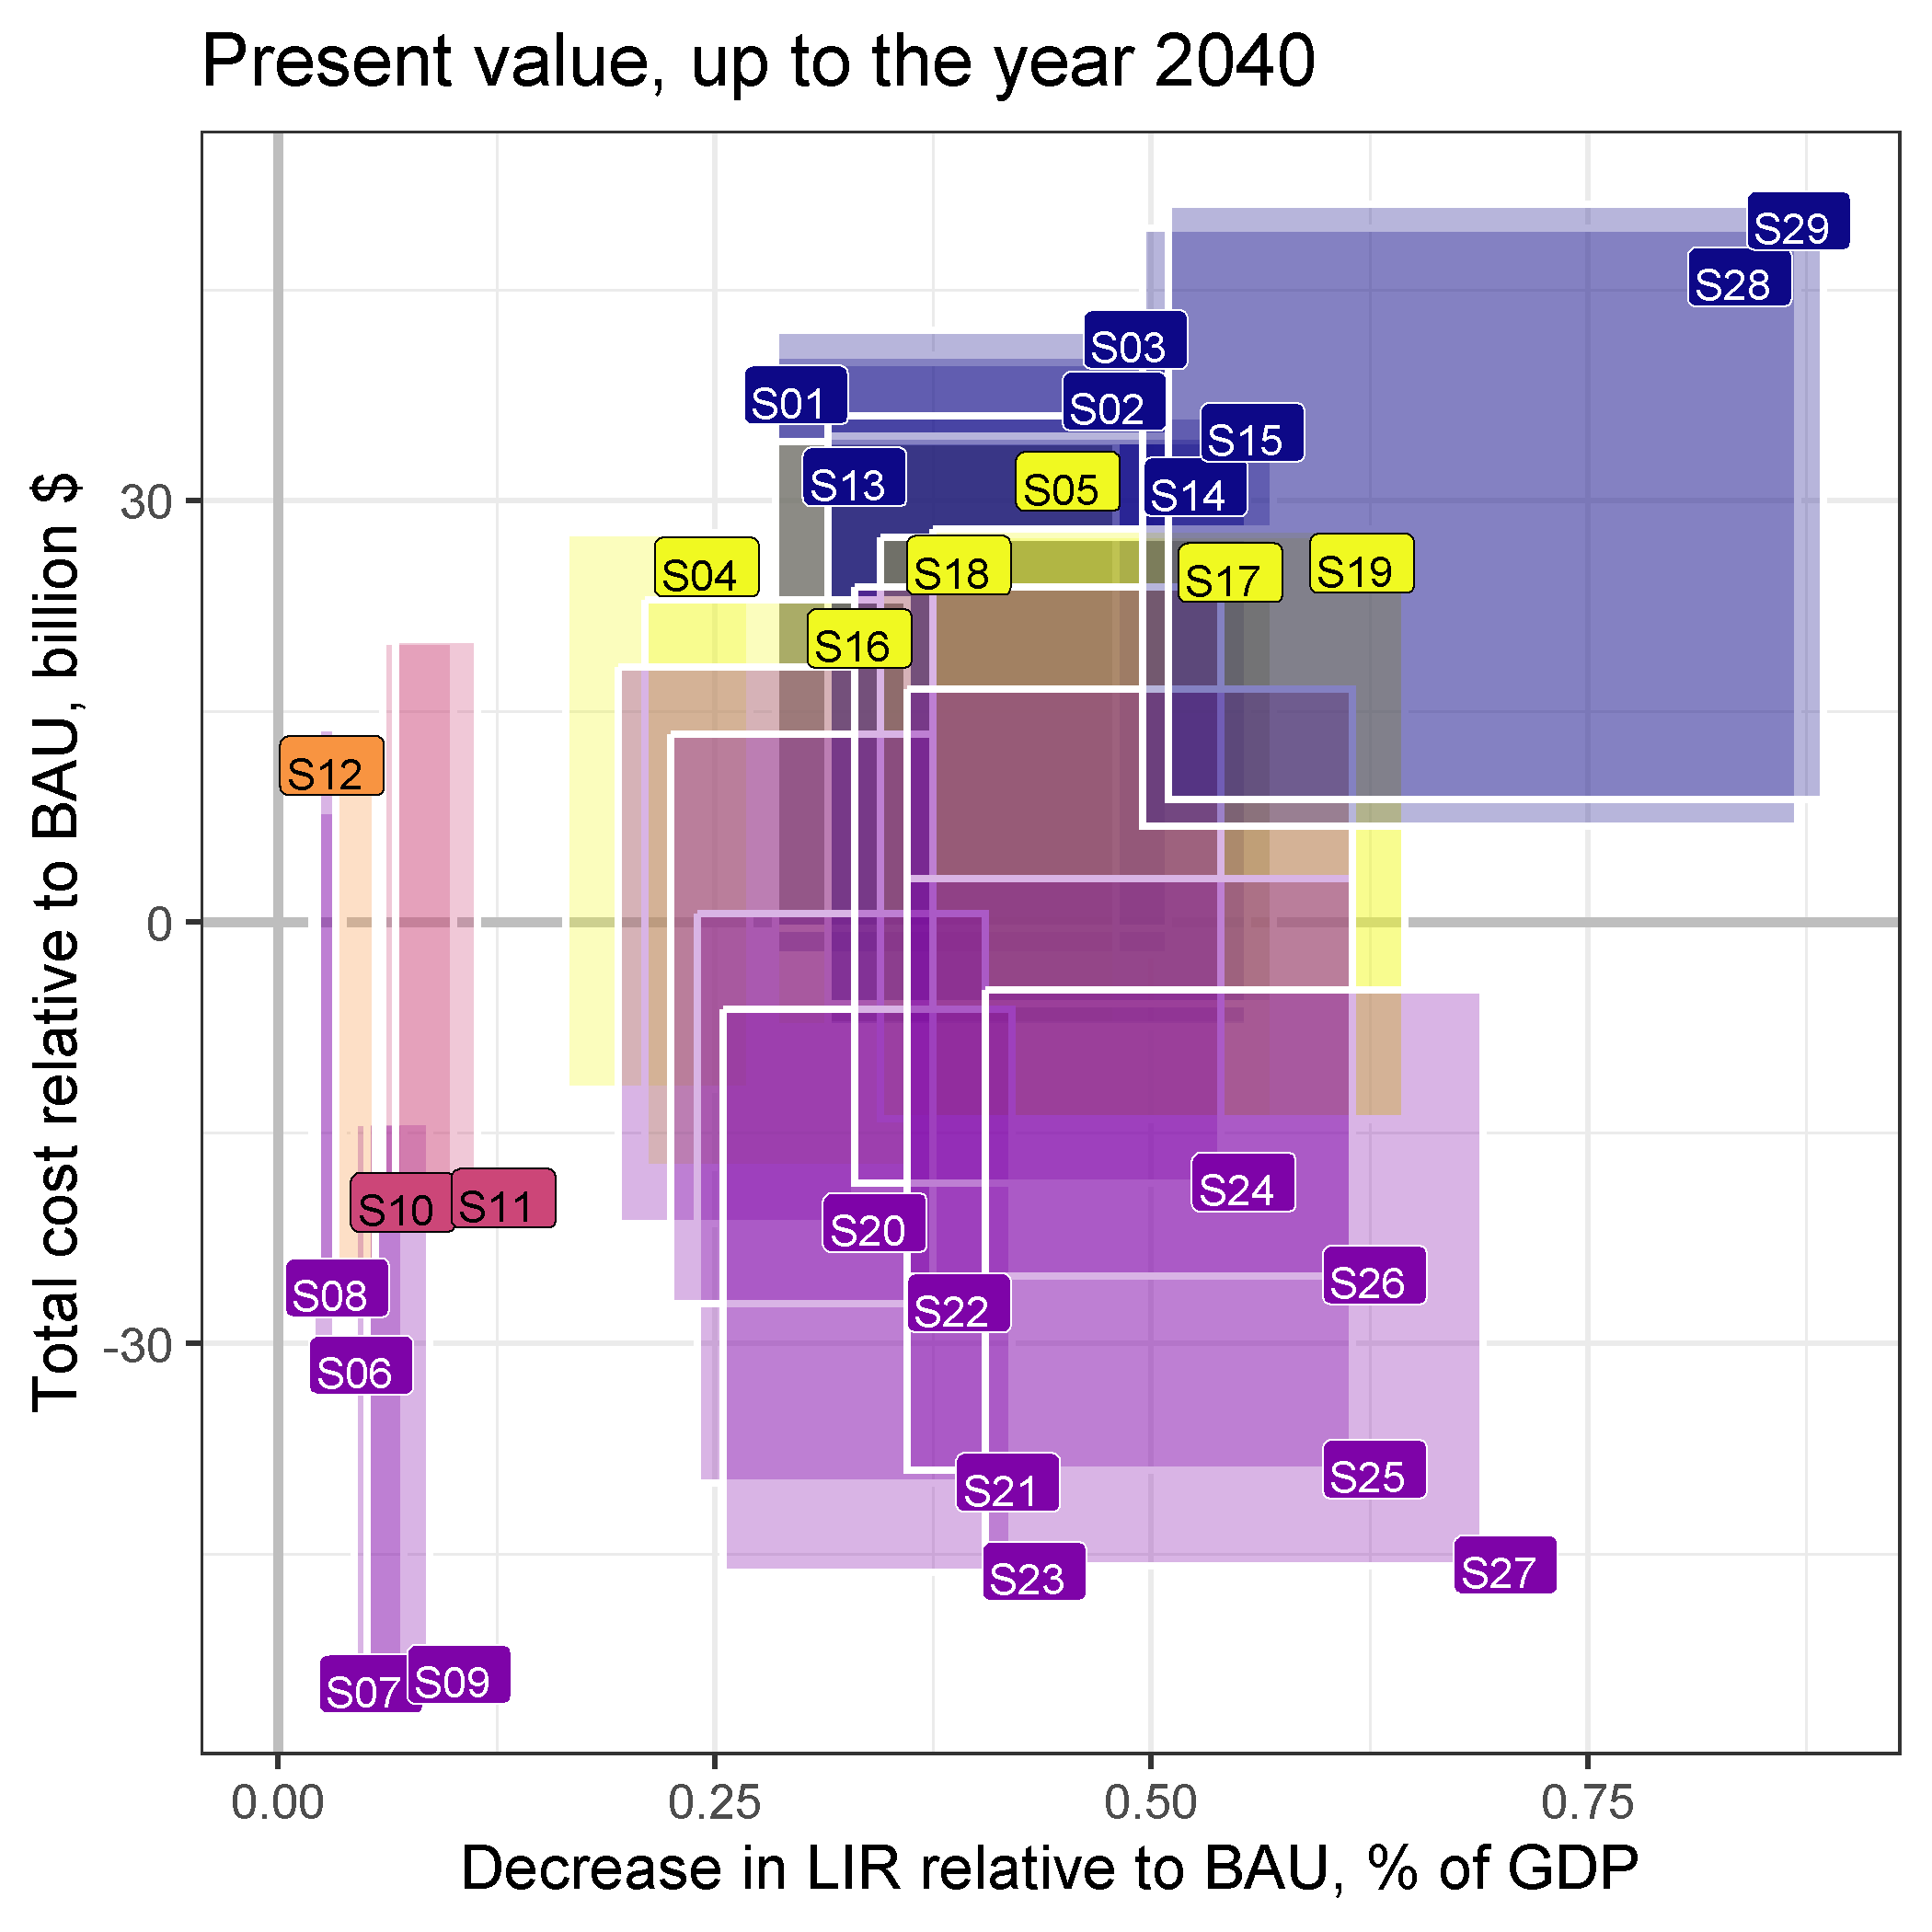 Present value, up to the year 2040
Total cost relative to BAU, billion $
30
0
-30
S29
S28
S03
S01
S02
S15
S13
S05
S14
S04
S18
S17
S19
S16
S12
S10
S11
S24
S20
S08
S22
S26
S06
S21
S25
S23
S27
S07
S09
0.00
0.25
0.50
0.75
Decrease in LIR relative to BAU, % of GDP